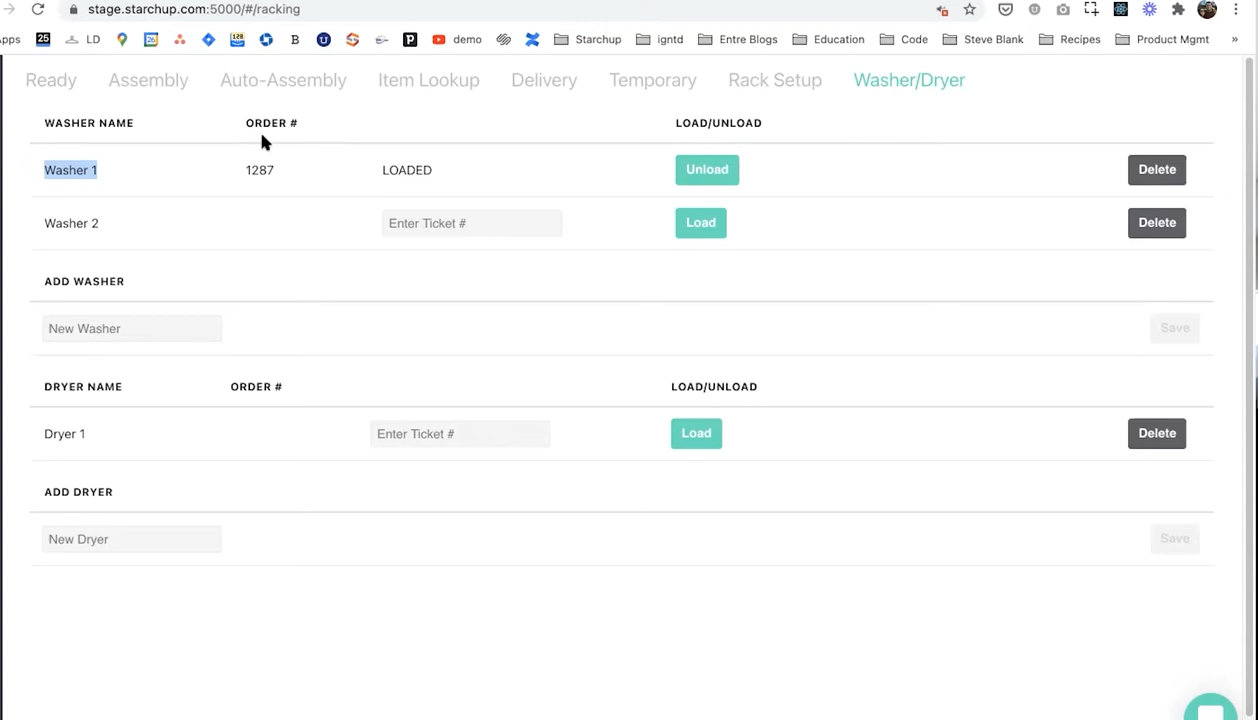 stage.starchup.com:5000/#/racking
Apps 25 LD 26 128 B U P demo Starchup igntd Entre Blogs Education Code Steve Blank Recipes Product Mgmt »
Ready Assembly Auto-Assembly Item Lookup Delivery Temporary Rack Setup Washer/Dryer
WASHER NAME ORDER # LOAD/UNLOAD
Washer 1 1287 LOADED Unload Delete
Washer 2 Enter Ticket # Load Delete
ADD WASHER
New Washer Save
DRYER NAME ORDER # LOAD/UNLOAD
Dryer 1 Enter Ticket # Load Delete
ADD DRYER
New Dryer Save